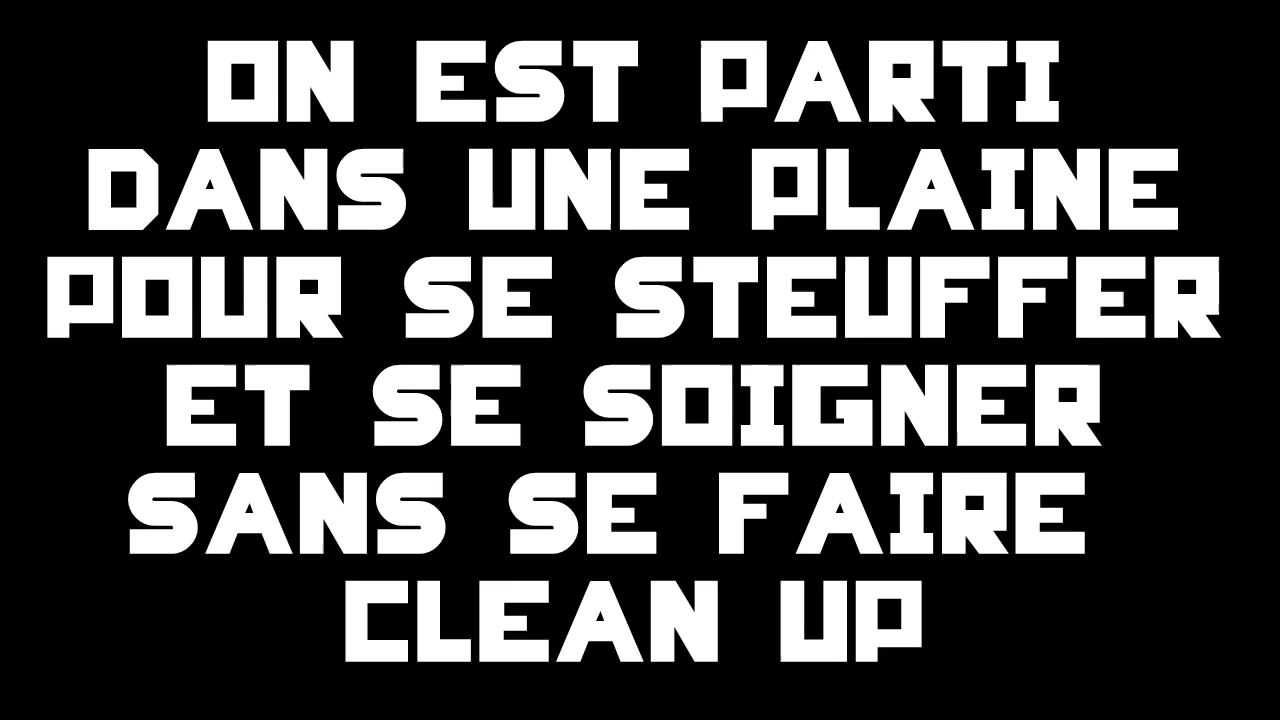 ON EST PARTI
DANS UNE PLAINE
POUR SE STEUFFER
ET SE SOIGNER
SANS SE FAIRE
CLEAN UP